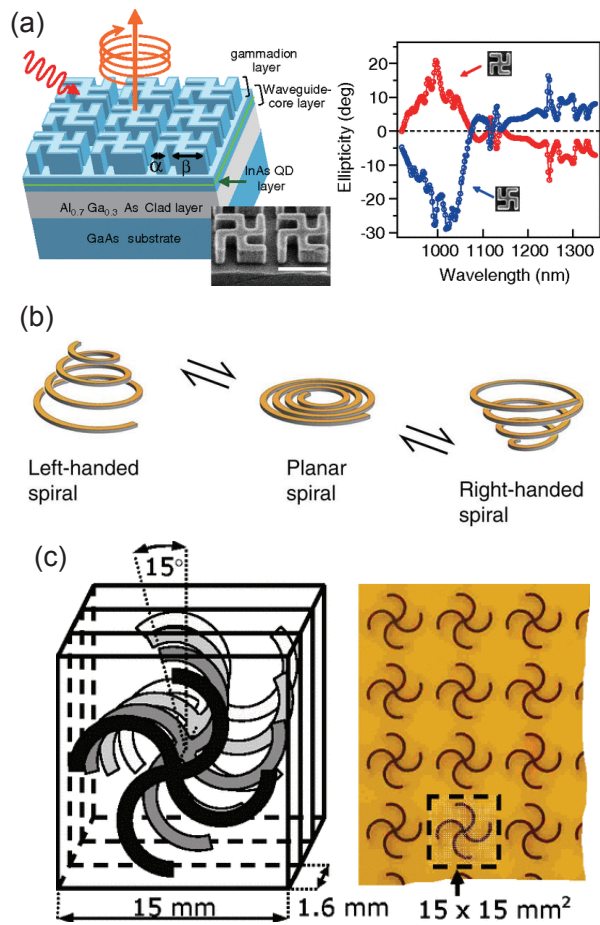 (a)
gammadion
layer
Waveguide-
core layer
α
β
InAs QD
layer
Al0.7 Ga0.3 As Clad layer
GaAs substrate
Ellipticity (deg)
20
10
0
-10
-20
-30
1000
1100
1200
1300
Wavelength (nm)
(b)
Left-handed
spiral
Planar
spiral
Right-handed
spiral
(c)
15°
15 mm
1.6 mm
15 x 15 mm²